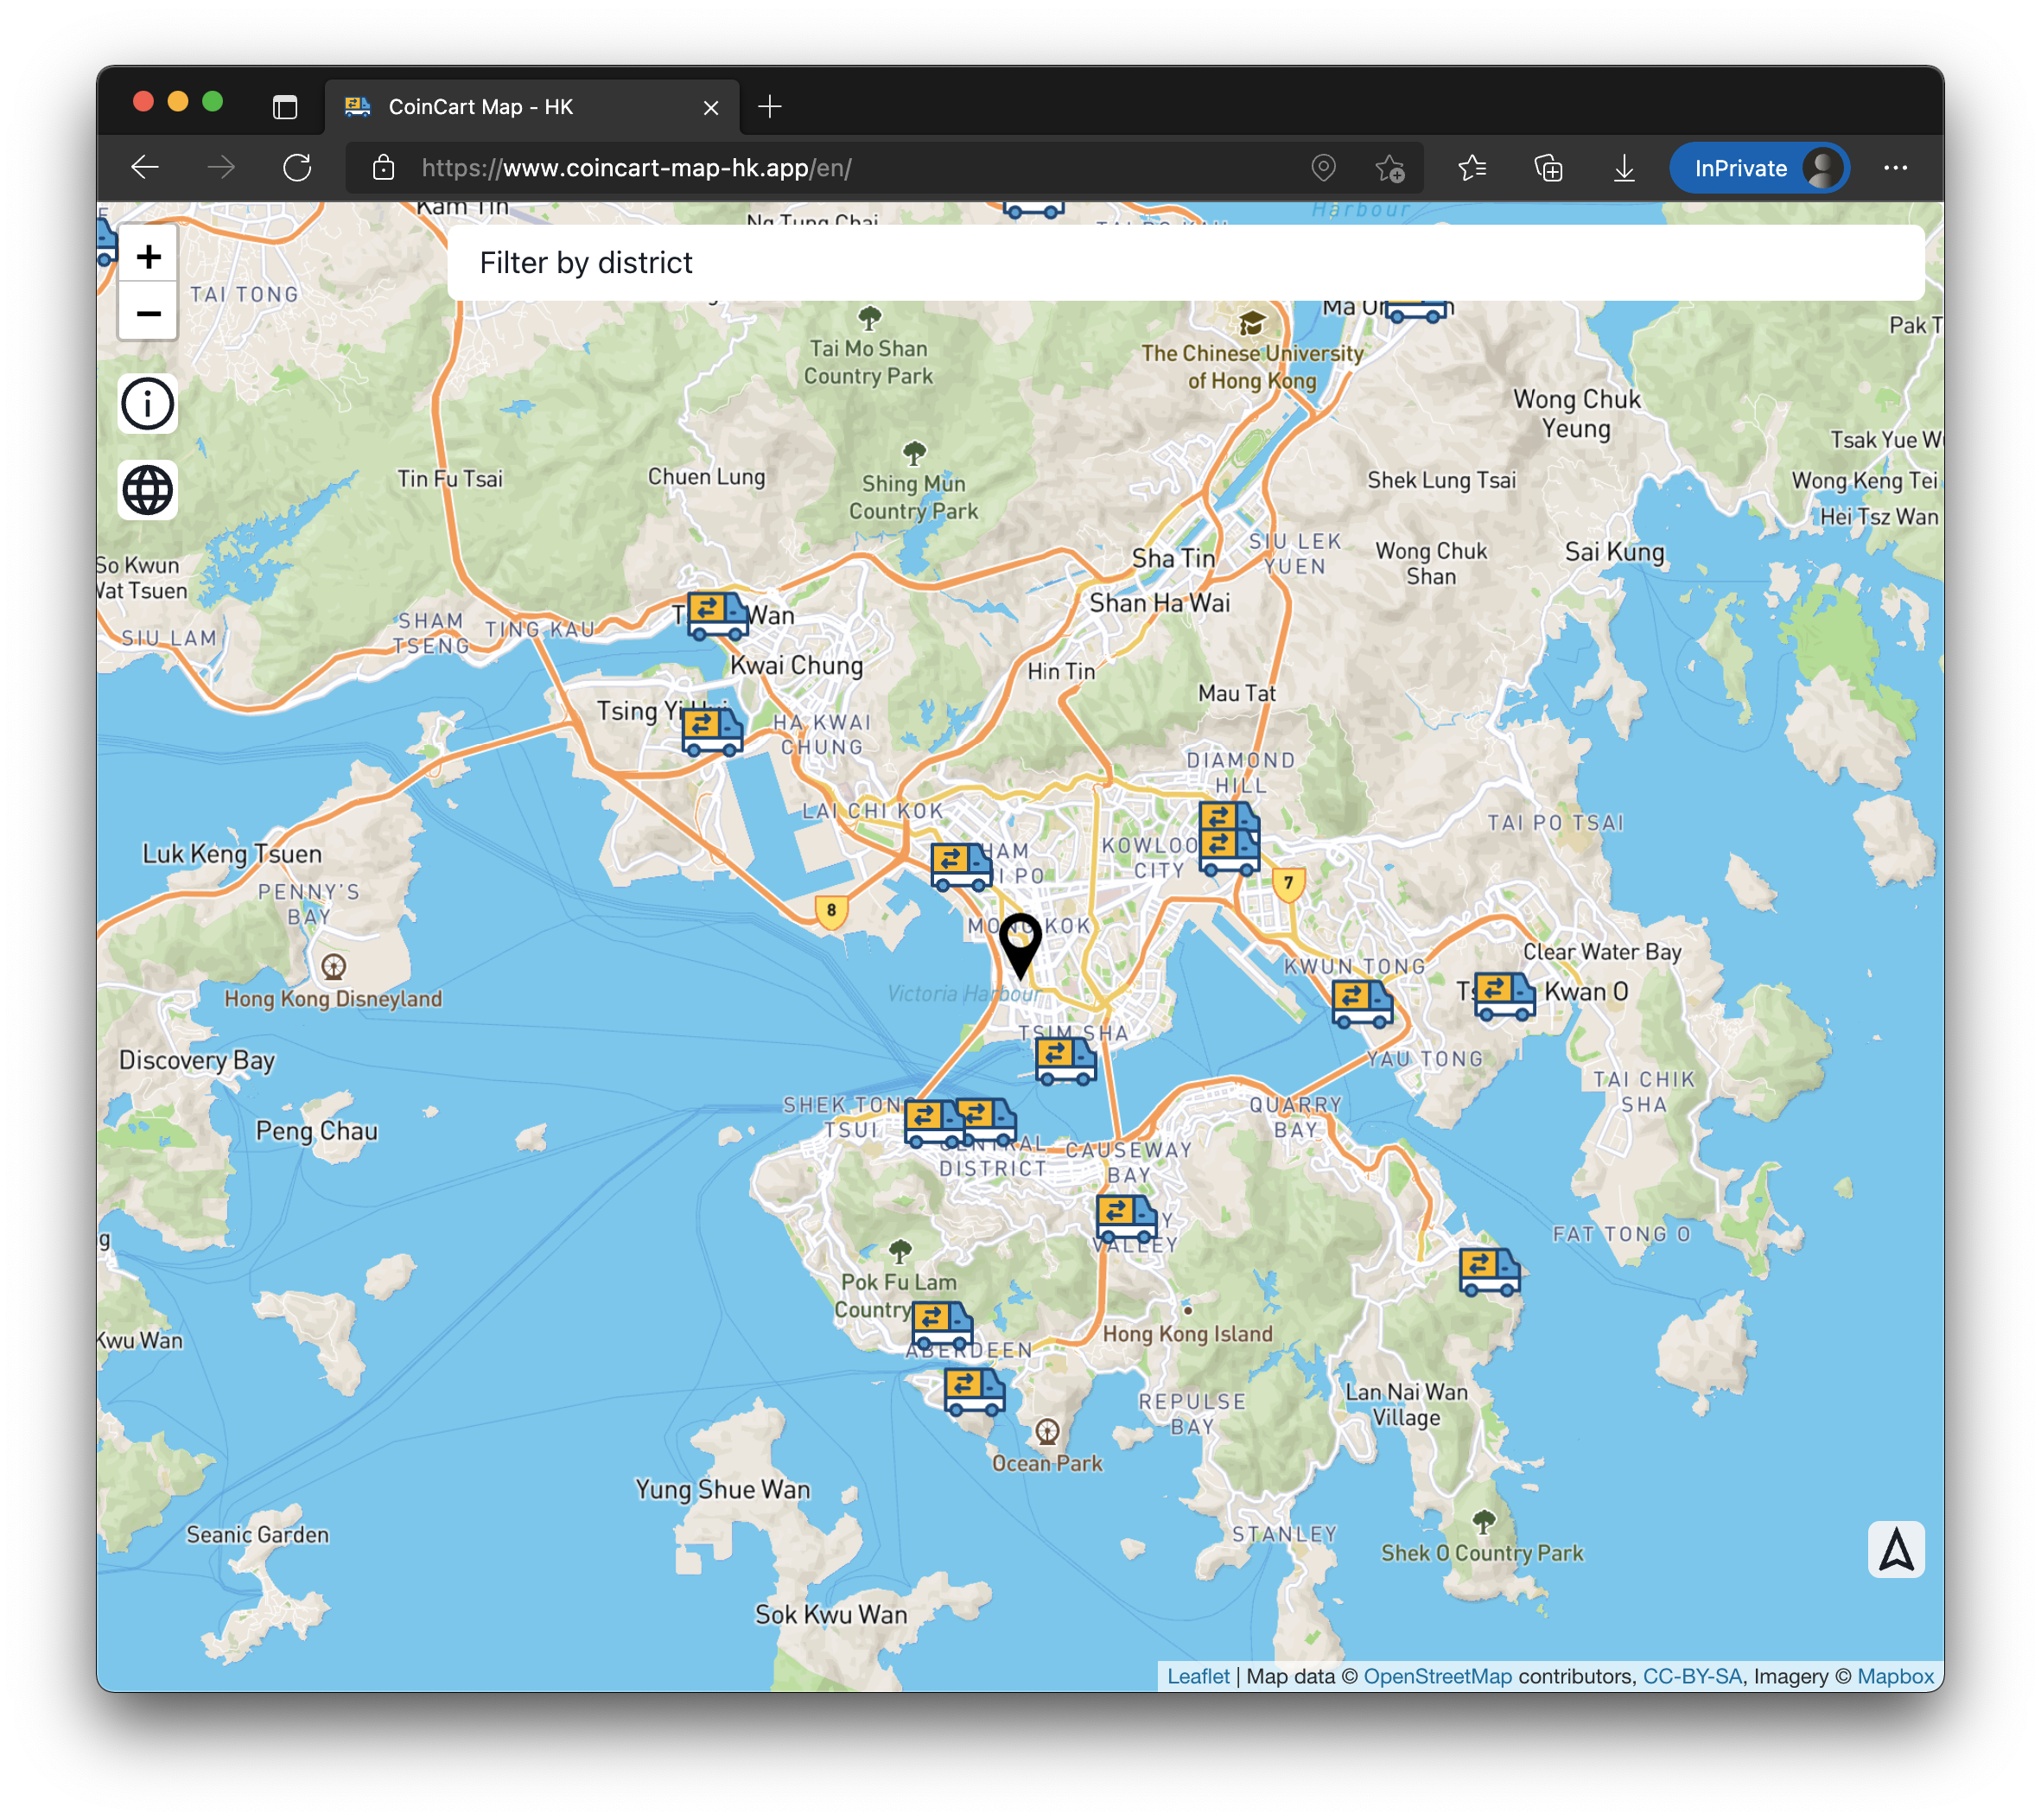 CoinCart Map - HK
https://www.coincart-map-hk.app/en/
InPrivate
Kam Tin
Ng Tung Chai
Harbour
+
Filter by district
−
TAI TONG
Pak T
Tai Mo Shan
Country Park
The Chinese University
of Hong Kong
Wong Chuk
Yeung
Tsak Yue W
Tin Fu Tsai
Chuen Lung
Shing Mun
Country Park
Shek Lung Tsai
Wong Keng Tei
Hei Tsz Wan
So Kwun
Wat Tsuen
Sha Tin
SIU LEK
YUEN
Wong Chuk
Shan
Sai Kung
Shan Ha Wai
SIU LAM
SHAM
TSENG
TING KAU
Wan
Kwai Chung
Hin Tin
Mau Tat
Tsing Yi
HA KWAI
CHUNG
DIAMOND
HILL
LAI CHI KOK
TAI PO TSAI
Luk Keng Tsuen
HAM
I PO
KOWLOO
CITY
PENNY'S
BAY
7
8
MONG KOK
Clear Water Bay
KWUN TONG
Hong Kong Disneyland
Victoria Harbour
Kwan O
TSIM SHA
Discovery Bay
YAU TONG
TAI CHIK
SHA
Peng Chau
SHEK TON
TSUI
QUARRY
BAY
CENTRAL
DISTRICT
CAUSEWAY
BAY
Y
VALLEY
FAT TONG O
g
Pok Fu Lam
Country
Kwu Wan
Hong Kong Island
ABERDEEN
Lan Nai Wan
Village
REPULSE
BAY
Ocean Park
Yung Shue Wan
Seanic Garden
STANLEY
Shek O Country Park
Sok Kwu Wan
Leaflet | Map data © OpenStreetMap contributors, CC-BY-SA, Imagery © Mapbox